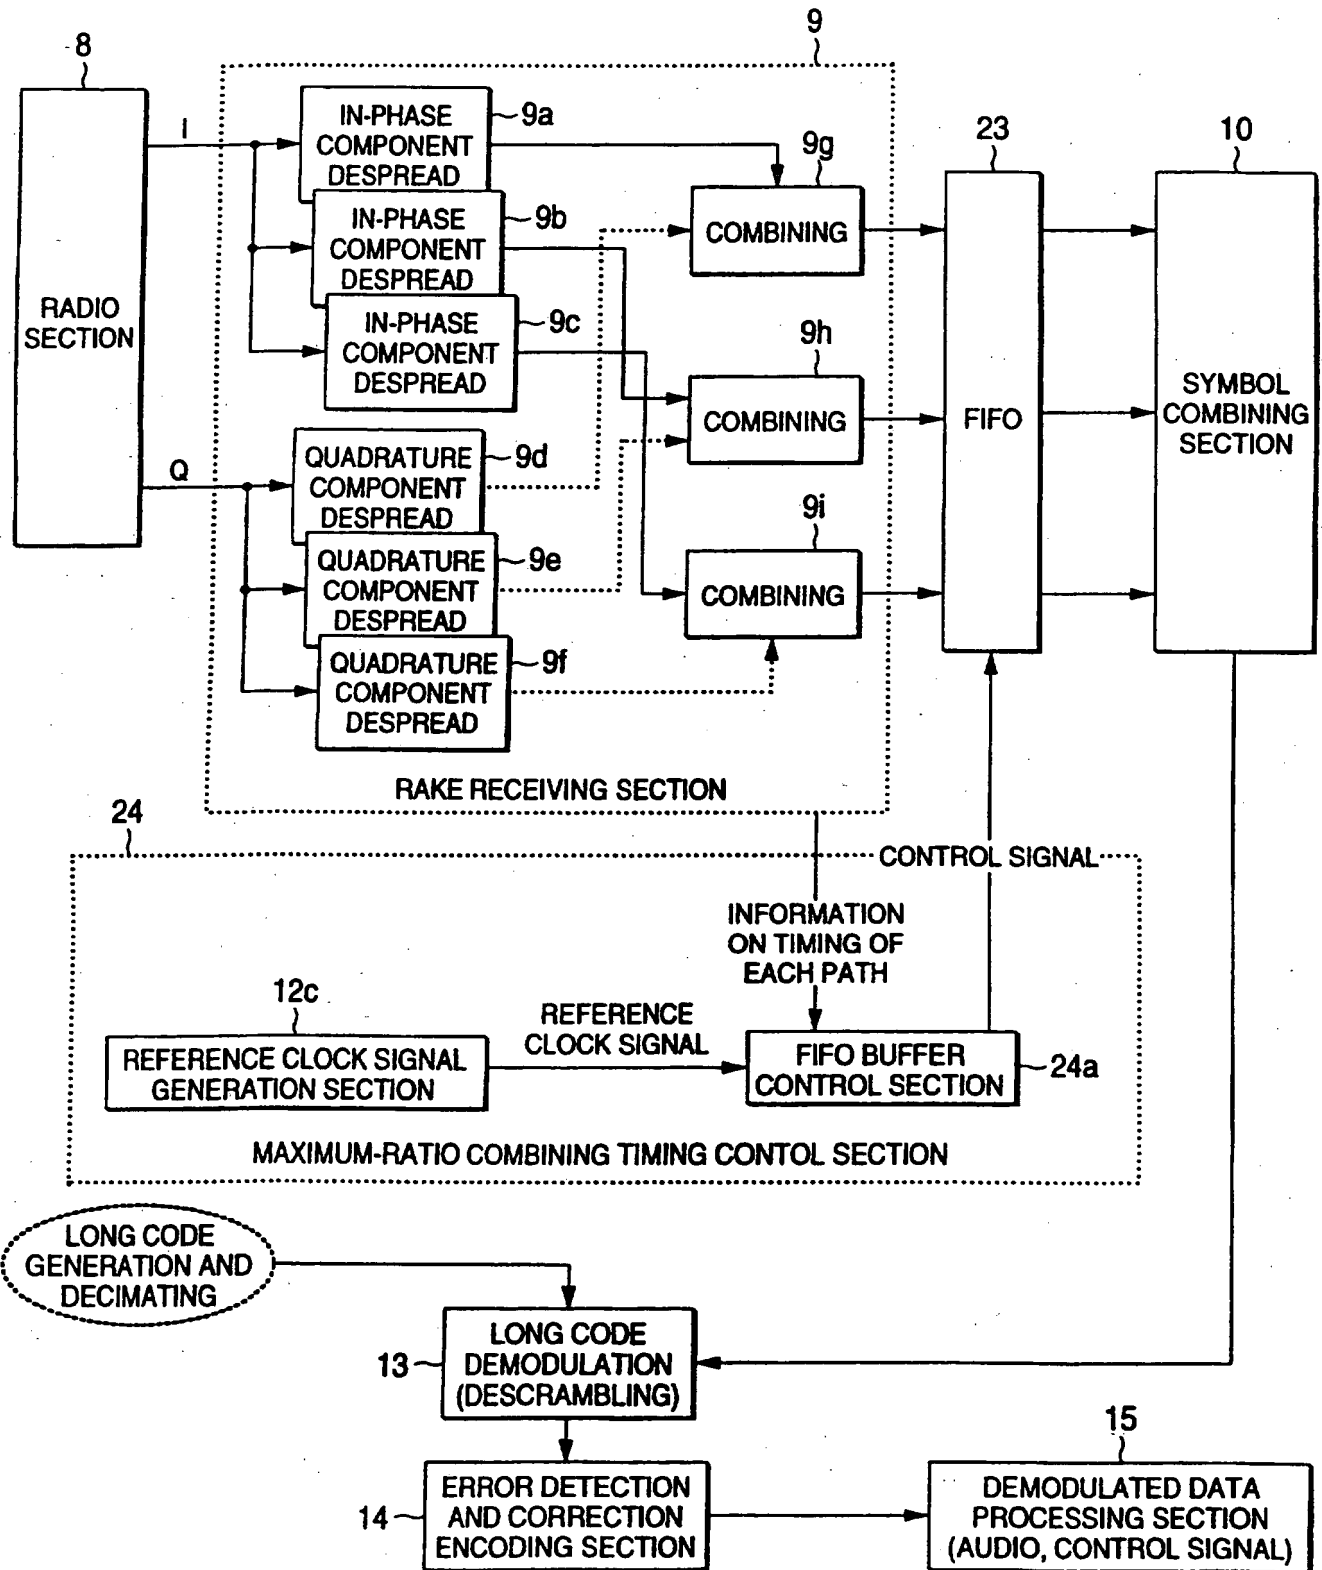 8
9
RADIO
SECTION
I
Q
IN-PHASE
COMPONENT
DESPREAD
9a
IN-PHASE
COMPONENT
DESPREAD
9b
IN-PHASE
COMPONENT
DESPREAD
9c
QUADRATURE
COMPONENT
DESPREAD
9d
QUADRATURE
COMPONENT
DESPREAD
9e
QUADRATURE
COMPONENT
DESPREAD
9f
9g
COMBINING
9h
COMBINING
9i
COMBINING
RAKE RECEIVING SECTION
23
FIFO
10
SYMBOL
COMBINING
SECTION
24
CONTROL SIGNAL
INFORMATION
ON TIMING OF
EACH PATH
12c
REFERENCE CLOCK SIGNAL
GENERATION SECTION
REFERENCE
CLOCK SIGNAL
FIFO BUFFER
CONTROL SECTION
24a
MAXIMUM-RATIO COMBINING TIMING CONTOL SECTION
LONG CODE
GENERATION AND
DECIMATING
13
LONG CODE
DEMODULATION
(DESCRAMBLING)
14
ERROR DETECTION
AND CORRECTION
ENCODING SECTION
15
DEMODULATED DATA
PROCESSING SECTION
(AUDIO, CONTROL SIGNAL)